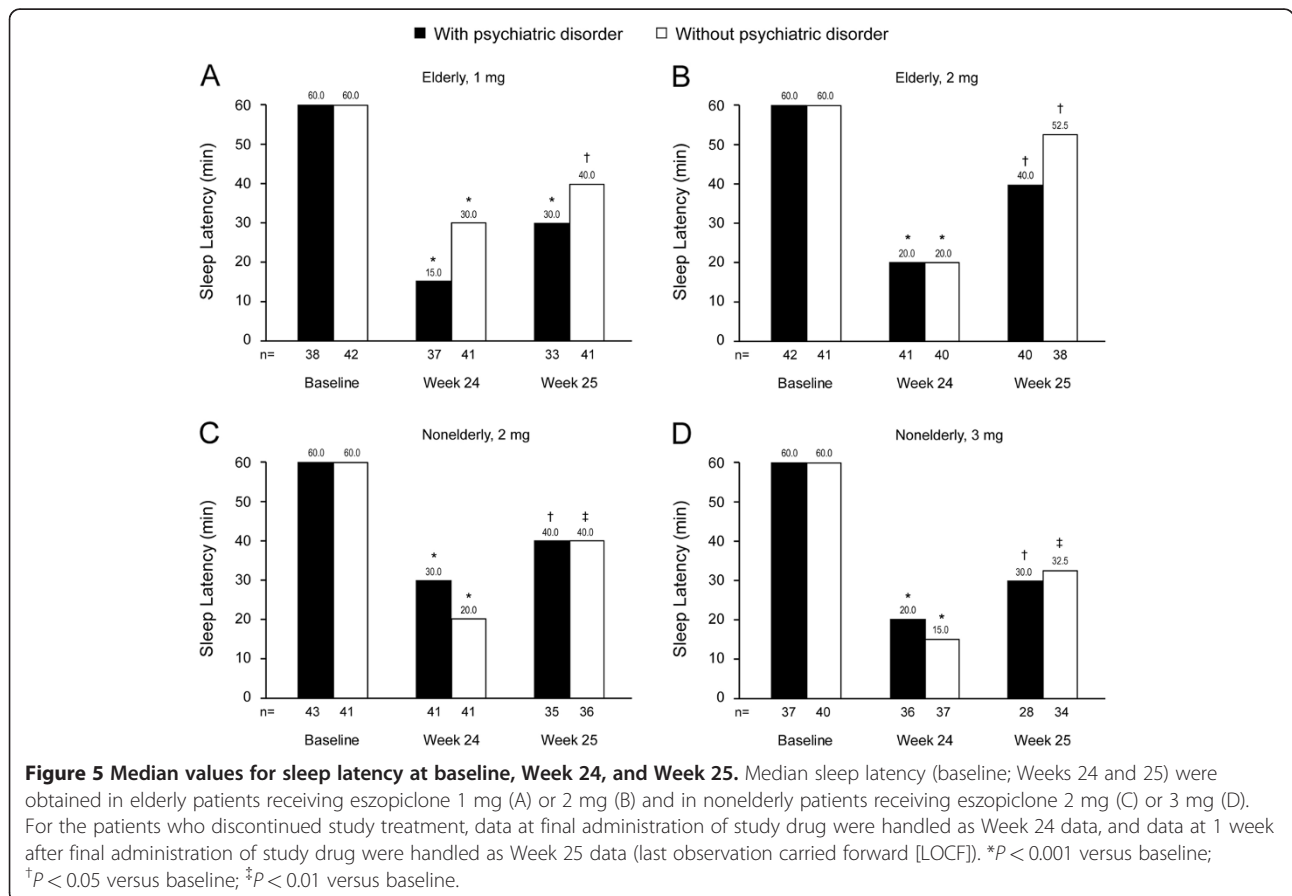 ■ With psychiatric disorder □ Without psychiatric disorder
A
Elderly, 1 mg
Sleep Latency (min)
60
50
40
30
20
10
0
60.0 60.0
* 15.0
* 30.0
* 30.0
† 40.0
n= 38 42 37 41 33 41
Baseline Week 24 Week 25
B
Elderly, 2 mg
Sleep Latency (min)
60
50
40
30
20
10
0
60.0 60.0
* 20.0
* 20.0
† 40.0
† 52.5
n= 42 41 41 40 40 38
Baseline Week 24 Week 25
C
Nonelderly, 2 mg
Sleep Latency (min)
60
50
40
30
20
10
0
60.0 60.0
* 30.0
* 20.0
† 40.0
‡ 40.0
n= 43 41 41 41 35 36
Baseline Week 24 Week 25
D
Nonelderly, 3 mg
Sleep Latency (min)
60
50
40
30
20
10
0
60.0 60.0
* 20.0
* 15.0
† 30.0
‡ 32.5
n= 37 40 36 37 28 34
Baseline Week 24 Week 25
Figure 5 Median values for sleep latency at baseline, Week 24, and Week 25. Median sleep latency (baseline; Weeks 24 and 25) were
obtained in elderly patients receiving eszopiclone 1 mg (A) or 2 mg (B) and in nonelderly patients receiving eszopiclone 2 mg (C) or 3 mg (D).
For the patients who discontinued study treatment, data at final administration of study drug were handled as Week 24 data, and data at 1 week
after final administration of study drug were handled as Week 25 data (last observation carried forward [LOCF]). *P < 0.001 versus baseline;
†P < 0.05 versus baseline; ‡P < 0.01 versus baseline.